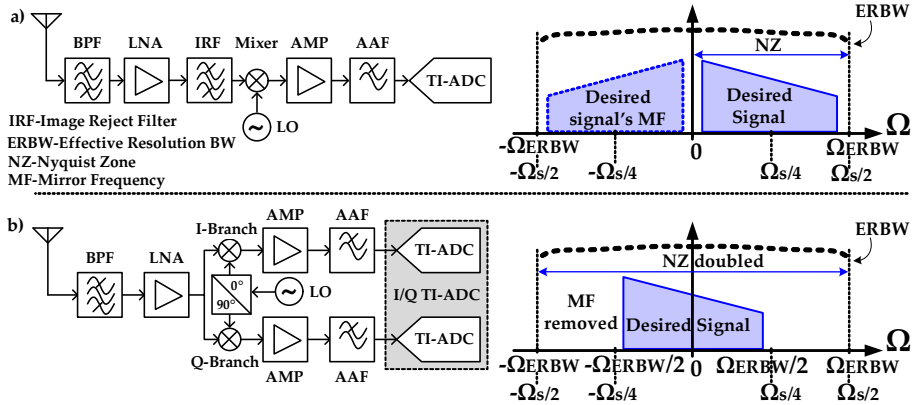 a)
BPF LNA IRF Mixer AMP AAF
TI-ADC
LO
IRF-Image Reject Filter
ERBW-Effective Resolution BW
NZ-Nyquist Zone
MF-Mirror Frequency
ERBW
NZ
Desired
signal's MF
Desired
Signal
Ω
-ΩERBW 0 ΩERBW
-Ωs/2 -Ωs/4 Ωs/4 Ωs/2
b)
AMP AAF
I-Branch
BPF LNA
TI-ADC
0°
90°
LO
I/Q TI-ADC
TI-ADC
Q-Branch
AMP AAF
ERBW
NZ doubled
MF
removed
Desired Signal
Ω
-ΩERBW -ΩERBW/2 0 ΩERBW/2 ΩERBW
-Ωs/2 -Ωs/4 Ωs/4 Ωs/2